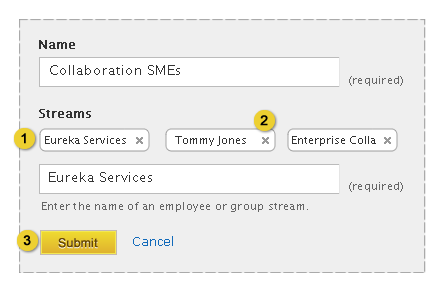 Name
Collaboration SMEs
(required)
Streams
1 Eureka Services × Tommy Jones 2 × Enterprise Colla ×
Eureka Services
(required)
Enter the name of an employee or group stream.
3 Submit Cancel